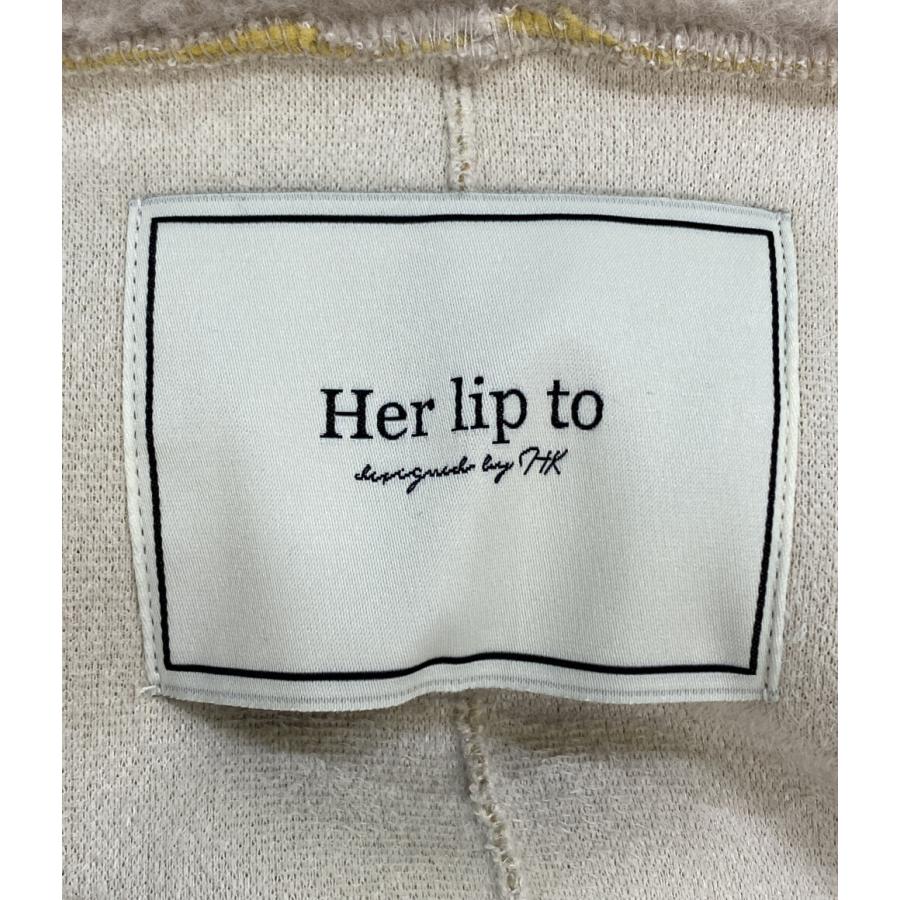 Her lip to
designed by HK